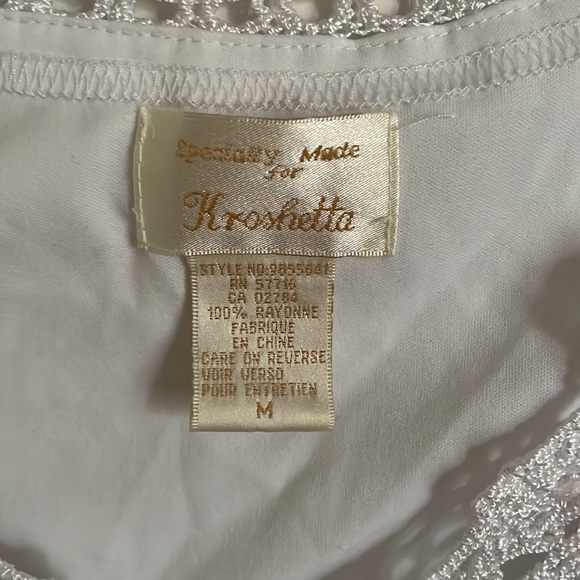 Specially Made
for
Kroshetta
STYLE NO:9855841
RN 57716
CA 02784
100% RAYONNE
FABRIQUE
EN CHINE
CARE ON REVERSE
VOIR VERSO
POUR ENTRETIEN
M